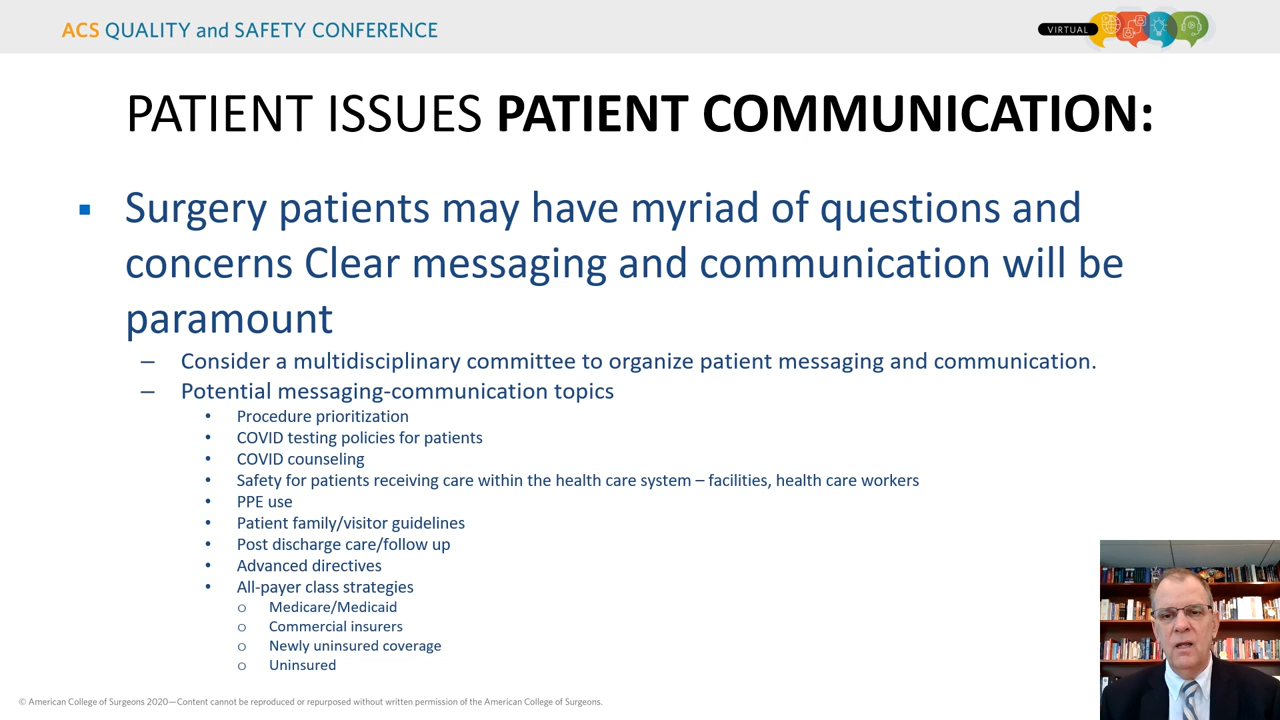 ACS QUALITY and SAFETY CONFERENCE
VIRTUAL
PATIENT ISSUES PATIENT COMMUNICATION:
▪ Surgery patients may have myriad of questions and
concerns Clear messaging and communication will be
paramount
– Consider a multidisciplinary committee to organize patient messaging and communication.
– Potential messaging-communication topics
• Procedure prioritization
• COVID testing policies for patients
• COVID counseling
• Safety for patients receiving care within the health care system – facilities, health care workers
• PPE use
• Patient family/visitor guidelines
• Post discharge care/follow up
• Advanced directives
• All-payer class strategies
o Medicare/Medicaid
o Commercial insurers
o Newly uninsured coverage
o Uninsured
© American College of Surgeons 2020—Content cannot be reproduced or repurposed without written permission of the American College of Surgeons.